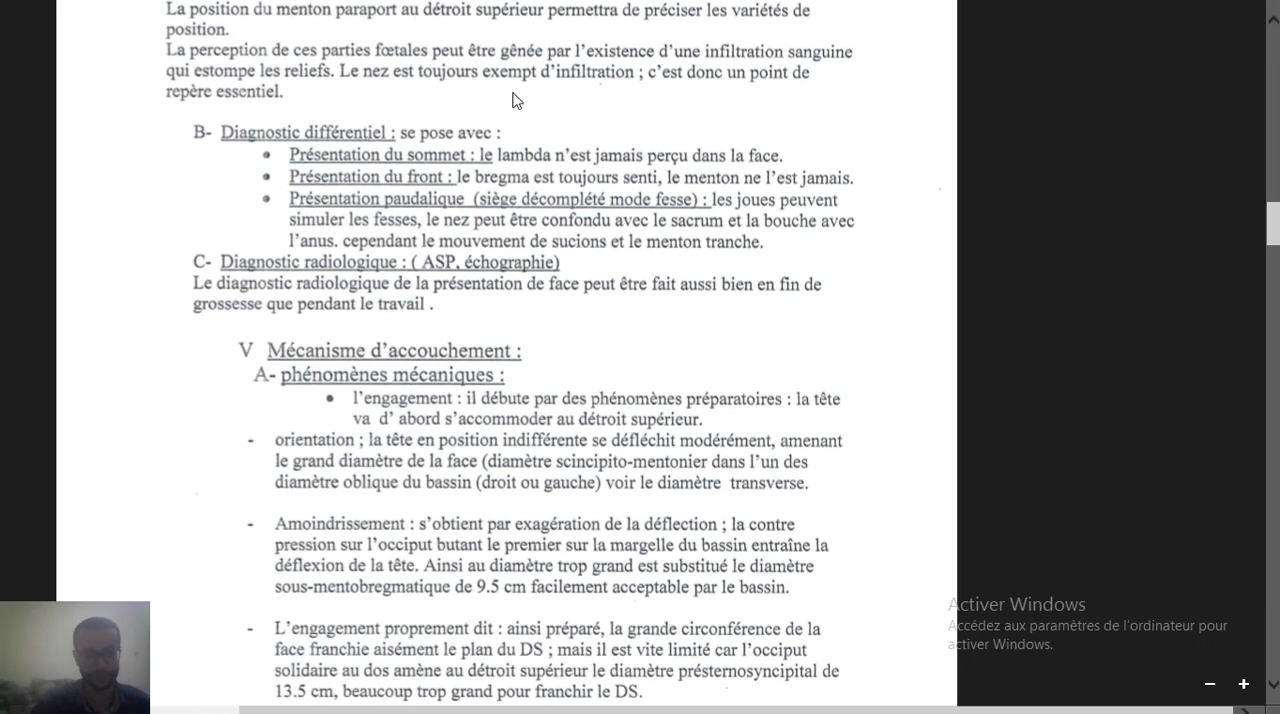 La position du menton paraport au détroit supérieur permettra de préciser les variétés de
position.
La perception de ces parties fœtales peut être gênée par l'existence d'une infiltration sanguine
qui estompe les reliefs. Le nez est toujours exempt d'infiltration ; c'est donc un point de
repère essentiel.
B- Diagnostic différentiel : se pose avec :
• Présentation du sommet : le lambda n'est jamais perçu dans la face.
• Présentation du front : le bregma est toujours senti, le menton ne l'est jamais.
• Présentation paudalique (siège décomplété mode fesse) : les joues peuvent
simuler les fesses, le nez peut être confondu avec le sacrum et la bouche avec
l'anus. cependant le mouvement de sucions et le menton tranche.
C- Diagnostic radiologique : ( ASP, échographie)
Le diagnostic radiologique de la présentation de face peut être fait aussi bien en fin de
grossesse que pendant le travail .
V Mécanisme d'accouchement :
A- phénomènes mécaniques :
• l'engagement : il débute par des phénomènes préparatoires : la tête
va d' abord s'accommoder au détroit supérieur.
- orientation ; la tête en position indifférente se défléchit modérément, amenant
le grand diamètre de la face (diamètre scincipito-mentonier dans l'un des
diamètre oblique du bassin (droit ou gauche) voir le diamètre transverse.
- Amoindrissement : s'obtient par exagération de la déflection ; la contre
pression sur l'occiput butant le premier sur la margelle du bassin entraîne la
déflexion de la tête. Ainsi au diamètre trop grand est substitué le diamètre
sous-mentobregmatique de 9.5 cm facilement acceptable par le bassin.
- L'engagement proprement dit : ainsi préparé, la grande circonférence de la
face franchie aisément le plan du DS ; mais il est vite limité car l'occiput
solidaire au dos amène au détroit supérieur le diamètre présternosyncipital de
13.5 cm, beaucoup trop grand pour franchir le DS.
Activer Windows
Accédez aux paramètres de l'ordinateur pour
activer Windows.